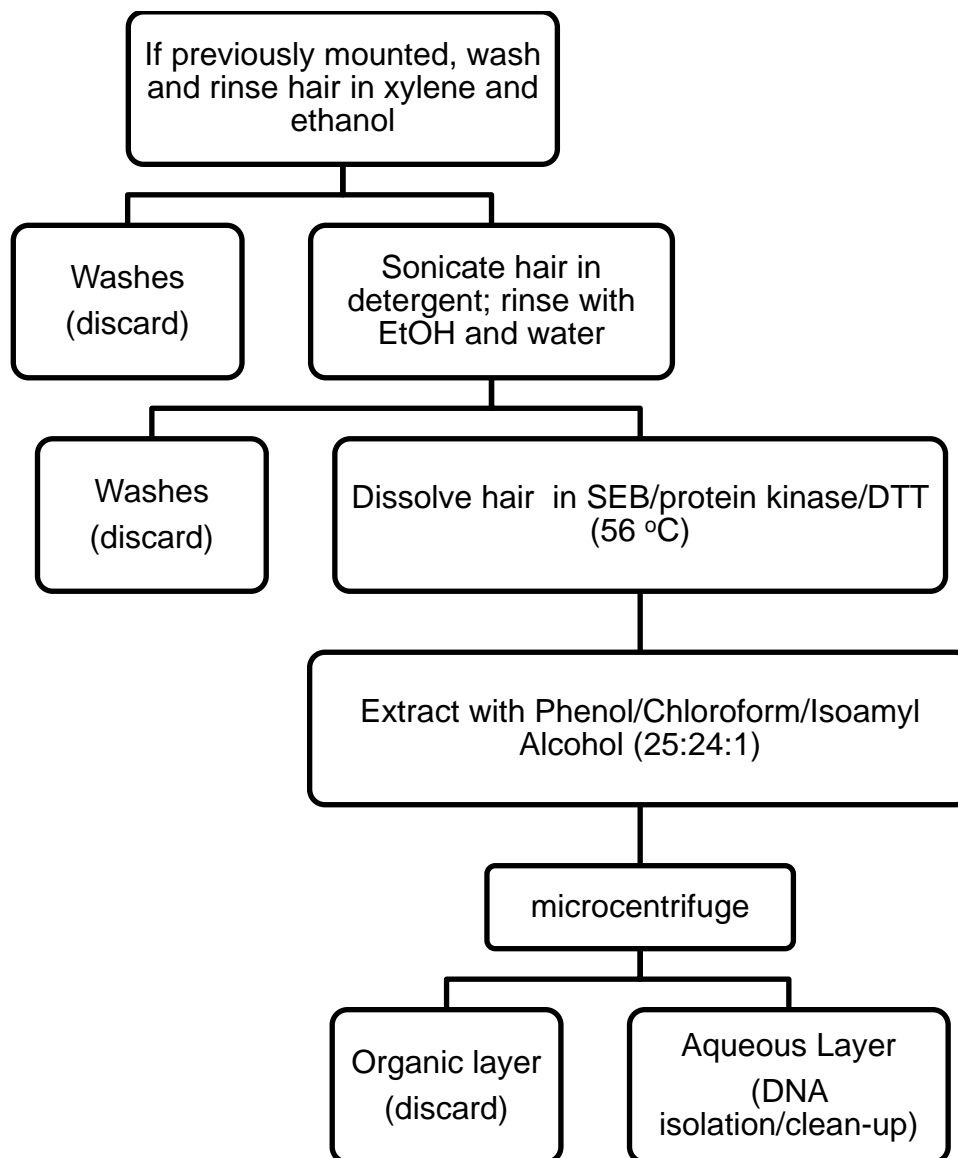 If previously mounted, wash
and rinse hair in xylene and
ethanol
Washes
(discard)
Sonicate hair in
detergent; rinse with
EtOH and water
Washes
(discard)
Dissolve hair in SEB/protein kinase/DTT
(56 ºC)
Extract with Phenol/Chloroform/Isoamyl
Alcohol (25:24:1)
microcentrifuge
Organic layer
(discard)
Aqueous Layer
(DNA
isolation/clean-up)